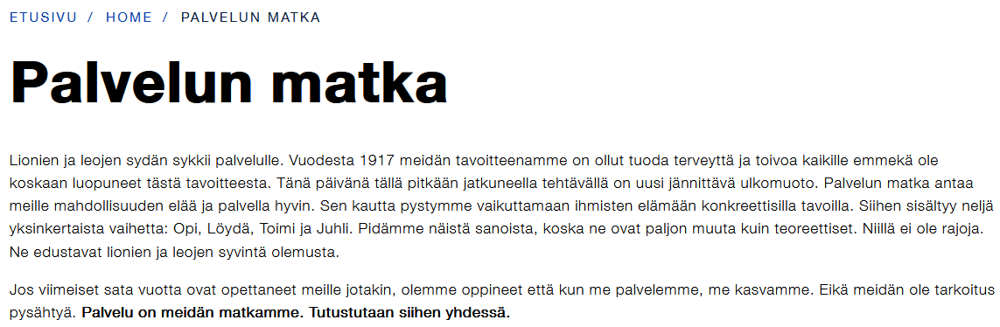 ETUSIVU / HOME / PALVELUN MATKA
Palvelun matka
Lionien ja leojen sydän sykkii palvelulle. Vuodesta 1917 meidän tavoitteenamme on ollut tuoda terveyttä ja toivoa kaikille emmekä ole
koskaan luopuneet tästä tavoitteesta. Tänä päivänä tällä pitkään jatkuneella tehtävällä on uusi jännittävä ulkomuoto. Palvelun matka antaa
meille mahdollisuuden elää ja palvella hyvin. Sen kautta pystymme vaikuttamaan ihmisten elämään konkreettisilla tavoilla. Siihen sisältyy neljä
yksinkertaista vaihetta: Opi, Löydä, Toimi ja Juhli. Pidämme näistä sanoista, koska ne ovat paljon muuta kuin teoreettiset. Niillä ei ole rajoja.
Ne edustavat lionien ja leojen syvintä olemusta.
Jos viimeiset sata vuotta ovat opettaneet meille jotakin, olemme oppineet että kun me palvelemme, me kasvamme. Eikä meidän ole tarkoitus
pysähtyä. Palvelu on meidän matkamme. Tutustutaan siihen yhdessä.